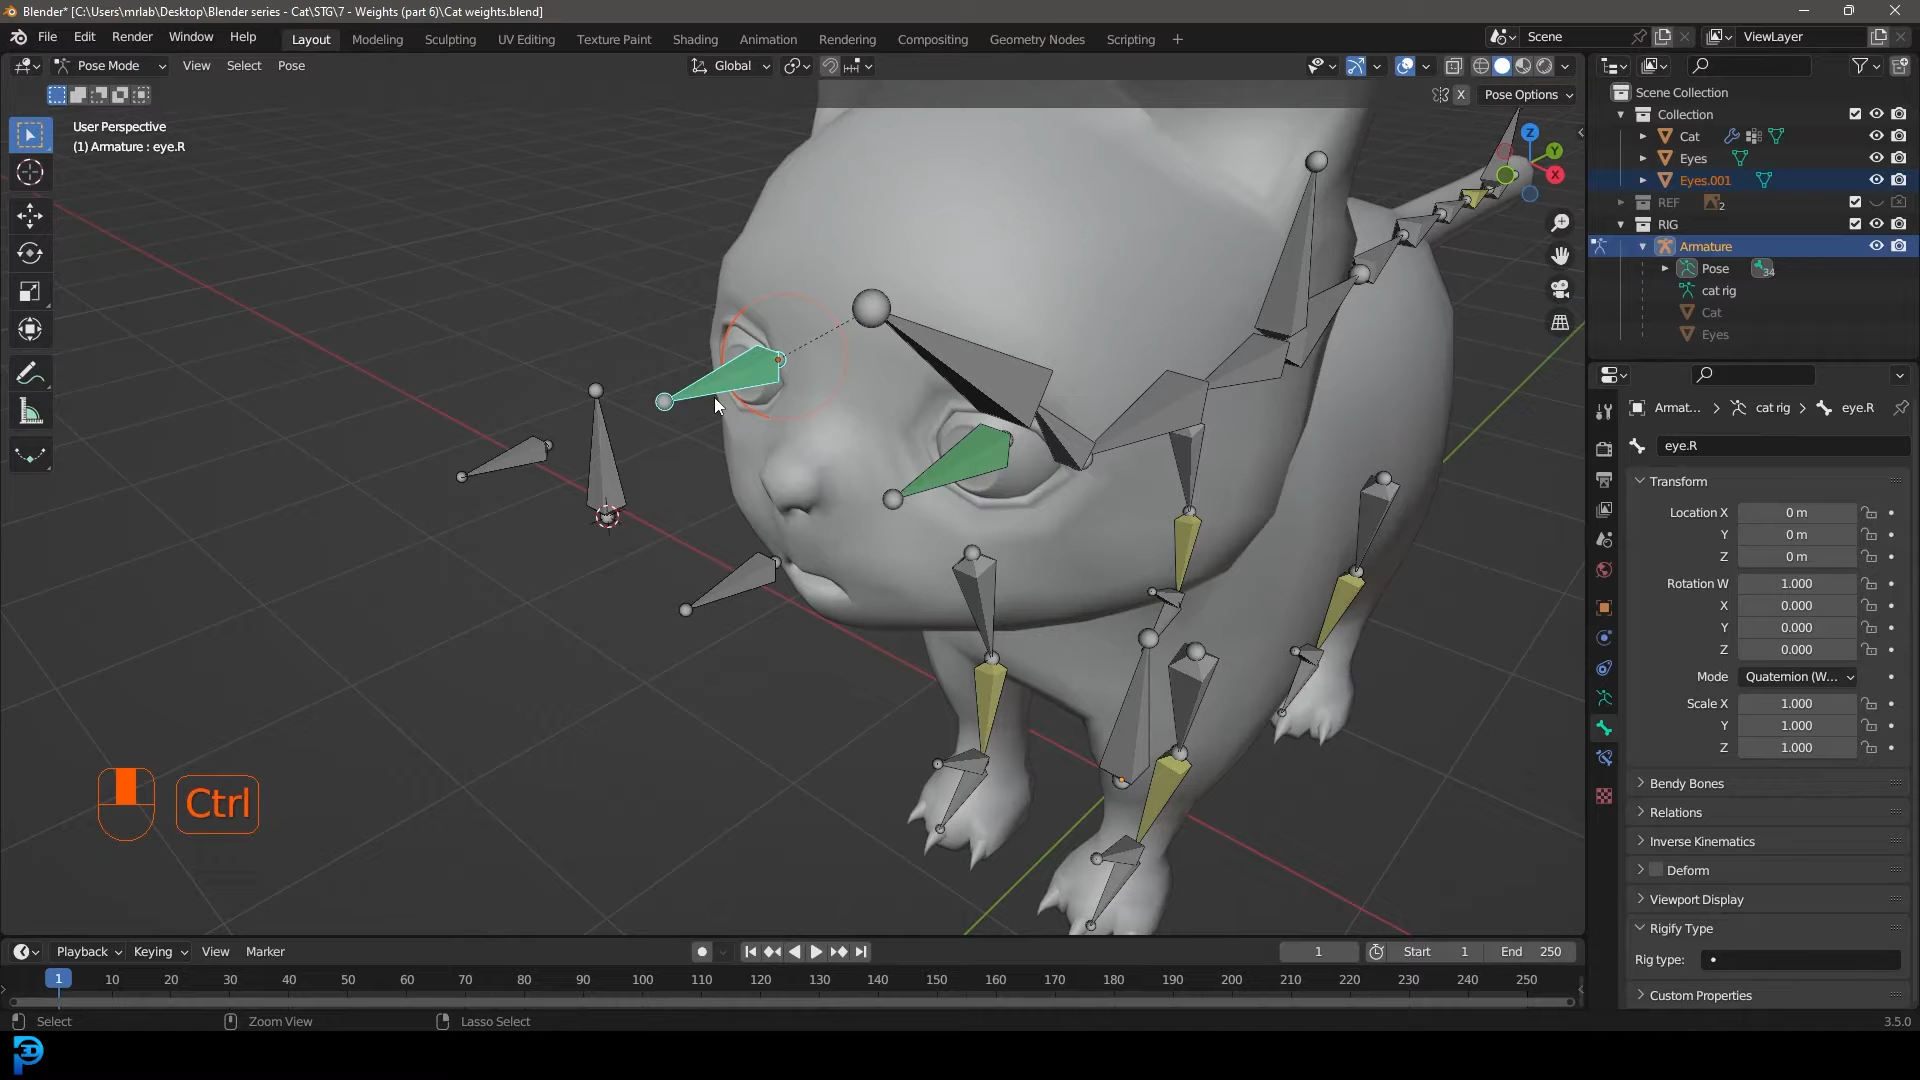 Blender* [C:\Users\mrlab\Desktop\Blender series - Cat\STG\7 - Weights (part 6)\Cat weights.blend]
File Edit Render Window Help
Layout Modeling Sculpting UV Editing Texture Paint Shading Animation Rendering Compositing Geometry Nodes Scripting +
Scene
ViewLayer
Pose Mode View Select Pose
Global
X Pose Options
User Perspective
(1) Armature : eye.R
Z
Y
X
Scene Collection
Collection
Cat
Eyes
Eyes.001
REF 2
RIG
Armature
Pose 34
cat rig
Cat
Eyes
Armat... > cat rig > eye.R
eye.R
Transform
Location X 0 m
Y 0 m
Z 0 m
Rotation W 1.000
X 0.000
Y 0.000
Z 0.000
Mode Quaternion (W...
Scale X 1.000
Y 1.000
Z 1.000
Bendy Bones
Relations
Inverse Kinematics
Deform
Viewport Display
Rigify Type
Rig type:
Custom Properties
Ctrl
Playback Keying View Marker
1 Start 1 End 250
1 10 20 30 40 50 60 70 80 90 100 110 120 130 140 150 160 170 180 190 200 210 220 230 240 250
Select Zoom View Lasso Select
3.5.0
3D